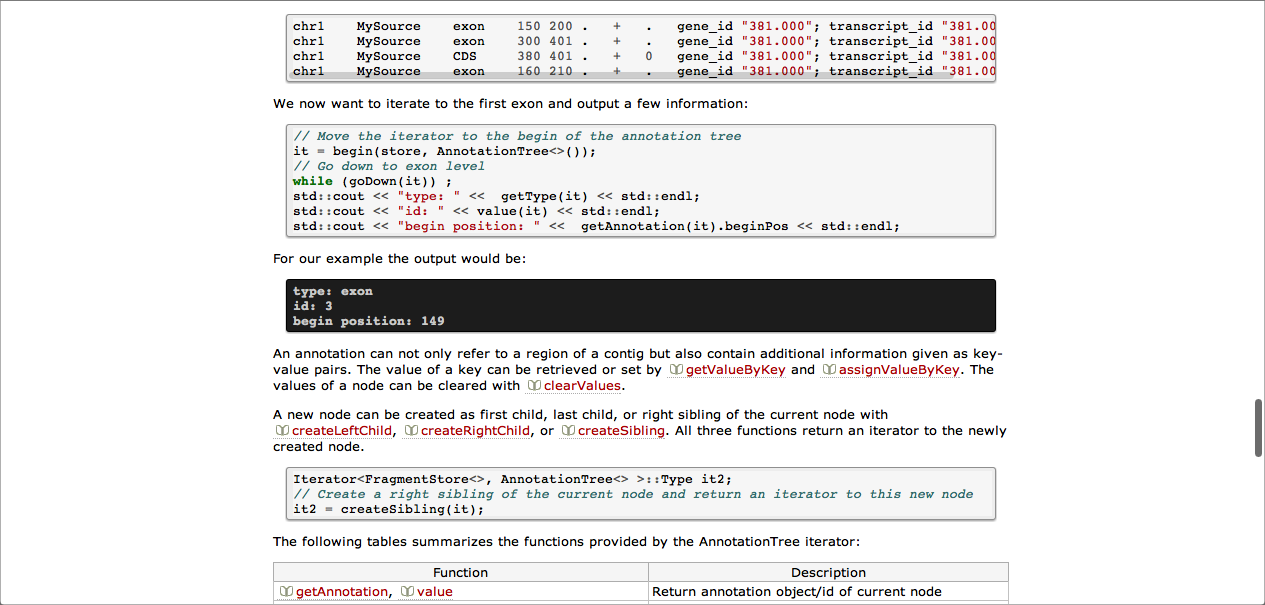 chr1 MySource exon 150 200 . + . gene_id "381.000"; transcript_id "381.00
chr1 MySource exon 300 401 . + . gene_id "381.000"; transcript_id "381.00
chr1 MySource CDS 380 401 . + 0 gene_id "381.000"; transcript_id "381.00
chr1 MySource exon 160 210 . + . gene_id "381.000"; transcript_id "381.00
We now want to iterate to the first exon and output a few information:
// Move the iterator to the begin of the annotation tree
it = begin(store, AnnotationTree<>());
// Go down to exon level
while (goDown(it)) ;
std::cout << "type: " <<  getType(it) << std::endl;
std::cout << "id: " << value(it) << std::endl;
std::cout << "begin position: " <<  getAnnotation(it).beginPos << std::endl;
For our example the output would be:
type: exon
id: 3
begin position: 149
An annotation can not only refer to a region of a contig but also contain additional information given as key-
value pairs. The value of a key can be retrieved or set by getValueByKey and assignValueByKey. The
values of a node can be cleared with clearValues.
A new node can be created as first child, last child, or right sibling of the current node with
createLeftChild, createRightChild, or createSibling. All three functions return an iterator to the newly
created node.
Iterator<FragmentStore<>, AnnotationTree<> >::Type it2;
// Create a right sibling of the current node and return an iterator to this new node
it2 = createSibling(it);
The following tables summarizes the functions provided by the AnnotationTree iterator:
Function Description
getAnnotation, value Return annotation object/id of current node